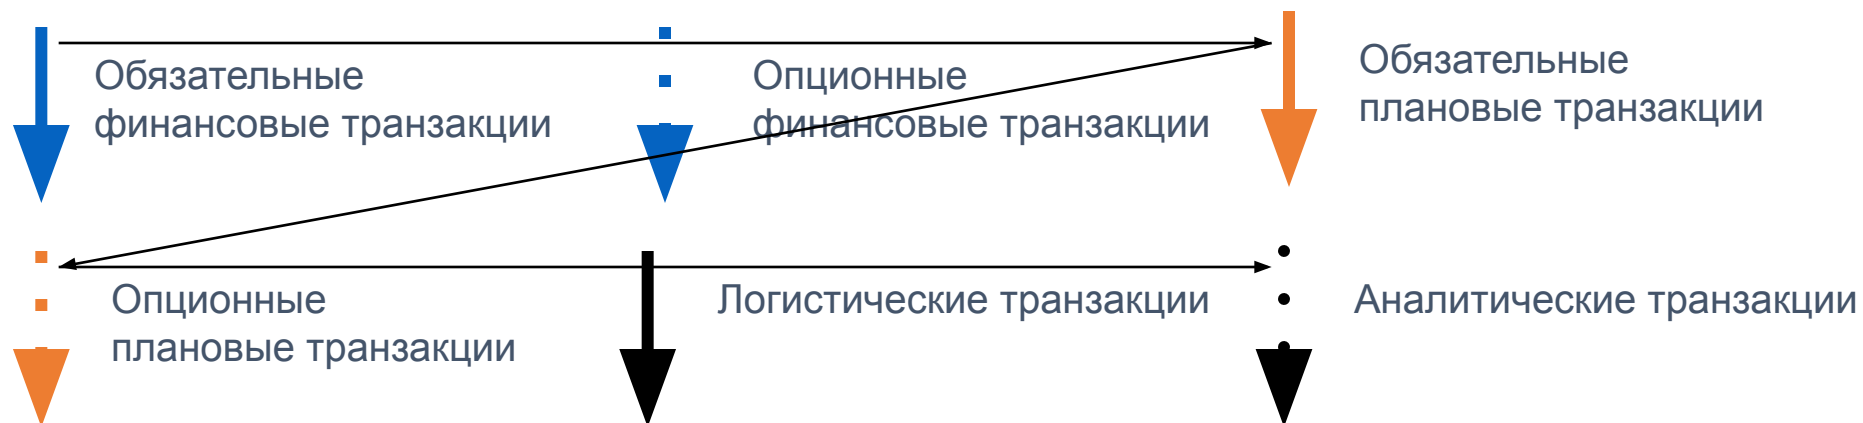 Обязательные
финансовые транзакции
Опционные
финансовые транзакции
Обязательные
плановые транзакции
Опционные
плановые транзакции
Логистические транзакции
Аналитические транзакции